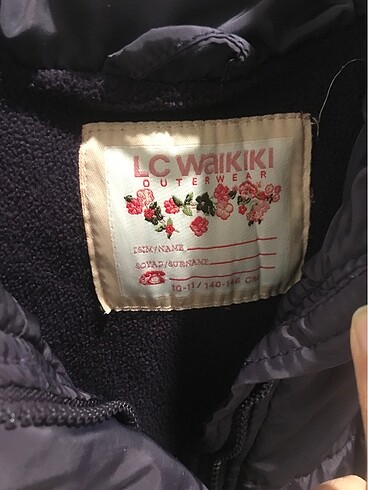 LC WAIKIKI
OUTERWEAR
İSİM/NAME
SOYAD/SURNAME
10-11/140-146 CM